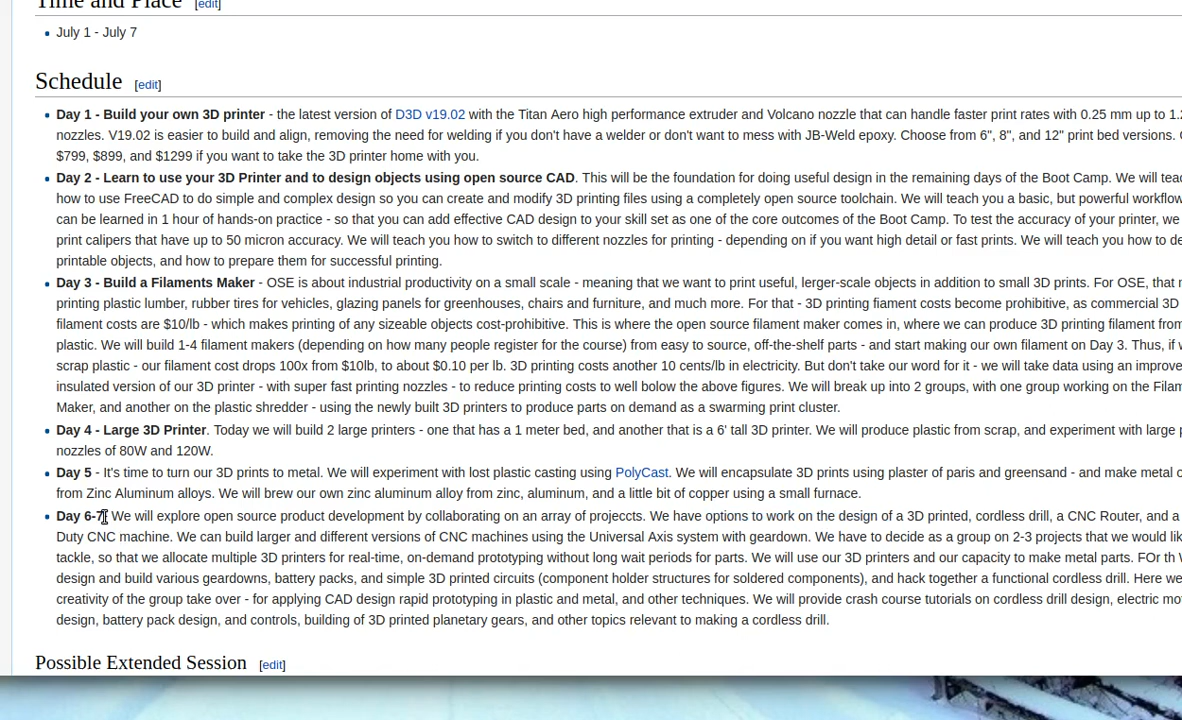 Time and Place [edit]
July 1 - July 7
Schedule [edit]
Day 1 - Build your own 3D printer - the latest version of D3D v19.02 with the Titan Aero high performance extruder and Volcano nozzle that can handle faster print rates with 0.25 mm up to 1.2
nozzles. V19.02 is easier to build and align, removing the need for welding if you don't have a welder or don't want to mess with JB-Weld epoxy. Choose from 6", 8", and 12" print bed versions.
$799, $899, and $1299 if you want to take the 3D printer home with you.
Day 2 - Learn to use your 3D Printer and to design objects using open source CAD. This will be the foundation for doing useful design in the remaining days of the Boot Camp. We will teac
how to use FreeCAD to do simple and complex design so you can create and modify 3D printing files using a completely open source toolchain. We will teach you a basic, but powerful workflow
can be learned in 1 hour of hands-on practice - so that you can add effective CAD design to your skill set as one of the core outcomes of the Boot Camp. To test the accuracy of your printer, we
print calipers that have up to 50 micron accuracy. We will teach you how to switch to different nozzles for printing - depending on if you want high detail or fast prints. We will teach you how to de
printable objects, and how to prepare them for successful printing.
Day 3 - Build a Filaments Maker - OSE is about industrial productivity on a small scale - meaning that we want to print useful, lerger-scale objects in addition to small 3D prints. For OSE, that
printing plastic lumber, rubber tires for vehicles, glazing panels for greenhouses, chairs and furniture, and much more. For that - 3D printing fiament costs become prohibitive, as commercial 3D
filament costs are $10/lb - which makes printing of any sizeable objects cost-prohibitive. This is where the open source filament maker comes in, where we can produce 3D printing filament from
plastic. We will build 1-4 filament makers (depending on how many people register for the course) from easy to source, off-the-shelf parts - and start making our own filament on Day 3. Thus, if
scrap plastic - our filament cost drops 100x from $10lb, to about $0.10 per lb. 3D printing costs another 10 cents/lb in electricity. But don't take our word for it - we will take data using an improve
insulated version of our 3D printer - with super fast printing nozzles - to reduce printing costs to well bolow the above figures. We will break up into 2 groups, with one group working on the Filam
Maker, and another on the plastic shredder - using the newly built 3D printers to produce parts on demand as a swarming print cluster.
Day 4 - Large 3D Printer. Today we will build 2 large printers - one that has a 1 meter bed, and another that is a 6' tall 3D printer. We will produce plastic from scrap, and experiment with large
nozzles of 80W and 120W.
Day 5 - It's time to turn our 3D prints to metal. We will experiment with lost plastic casting using PolyCast. We will encapsulate 3D prints using plaster of paris and greensand - and make metal
from Zinc Aluminum alloys. We will brew our own zinc aluminum alloy from zinc, aluminum, and a little bit of copper using a small furnace.
Day 6-7 We will explore open source product development by collaborating on an array of projeccts. We have options to work on the design of a 3D printed, cordless drill, a CNC Router, and a
Duty CNC machine. We can build larger and different versions of CNC machines using the Universal Axis system with geardown. We have to decide as a group on 2-3 projects that we would lik
tackle, so that we allocate multiple 3D printers for real-time, on-demand prototyping without long wait periods for parts. We will use our 3D printers and our capacity to make metal parts. FOr th
design and build various geardowns, battery packs, and simple 3D printed circuits (component holder structures for soldered components), and hack together a functional cordless drill. Here we
creativity of the group take over - for applying CAD design rapid prototyping in plastic and metal, and other techniques. We will provide crash course tutorials on cordless drill design, electric mot
design, battery pack design, and controls, building of 3D printed planetary gears, and other topics relevant to making a cordless drill.
Possible Extended Session [edit]